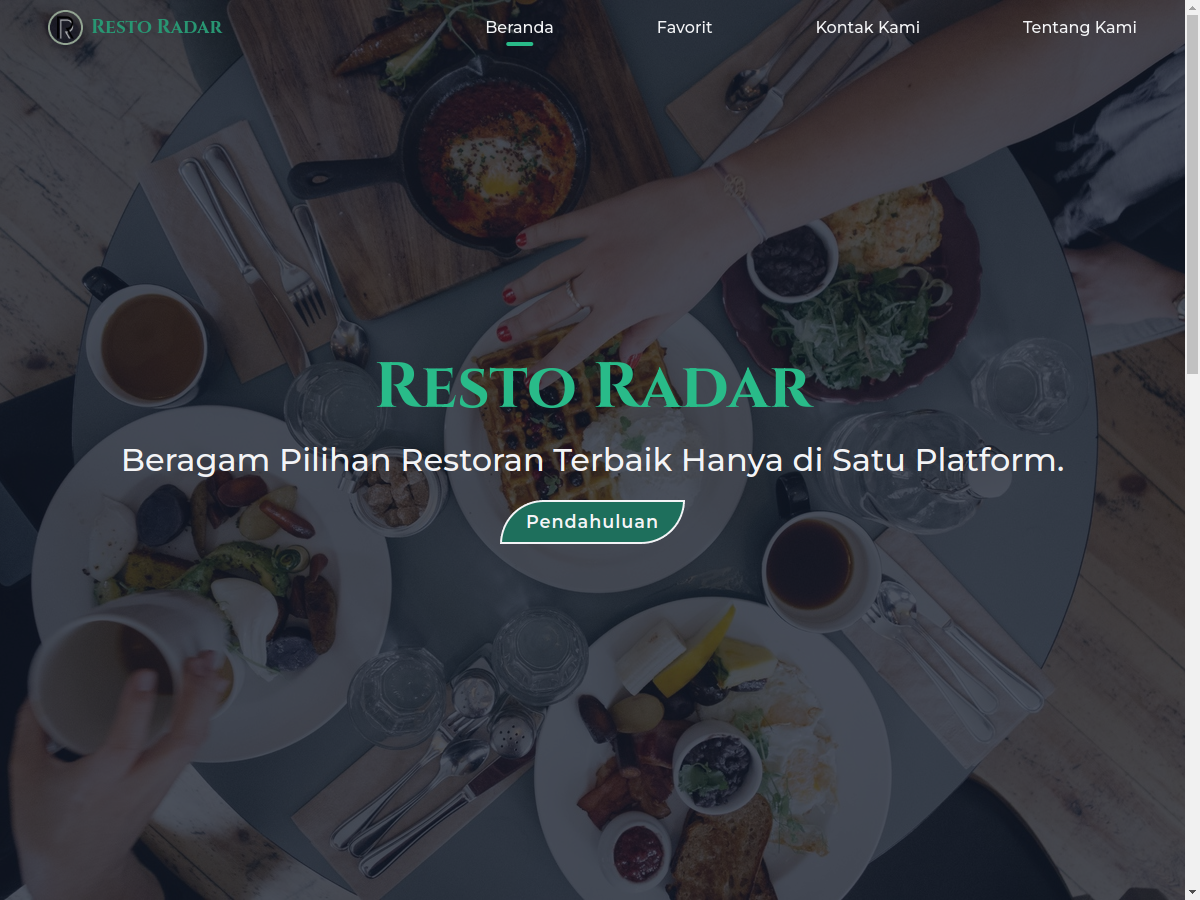 Resto Radar
Beranda
Favorit
Kontak Kami
Tentang Kami
Resto Radar
Beragam Pilihan Restoran Terbaik Hanya di Satu Platform.
Pendahuluan